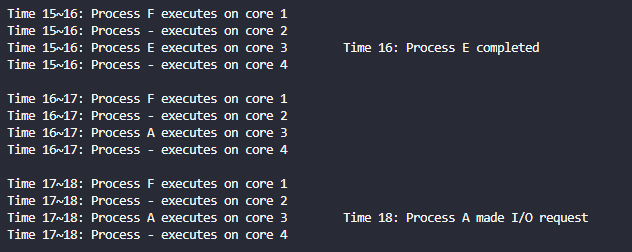 Time 15~16: Process F executes on core 1
Time 15~16: Process - executes on core 2
Time 15~16: Process E executes on core 3 Time 16: Process E completed
Time 15~16: Process - executes on core 4
Time 16~17: Process F executes on core 1
Time 16~17: Process - executes on core 2
Time 16~17: Process A executes on core 3
Time 16~17: Process - executes on core 4
Time 17~18: Process F executes on core 1
Time 17~18: Process - executes on core 2
Time 17~18: Process A executes on core 3 Time 18: Process A made I/O request
Time 17~18: Process - executes on core 4